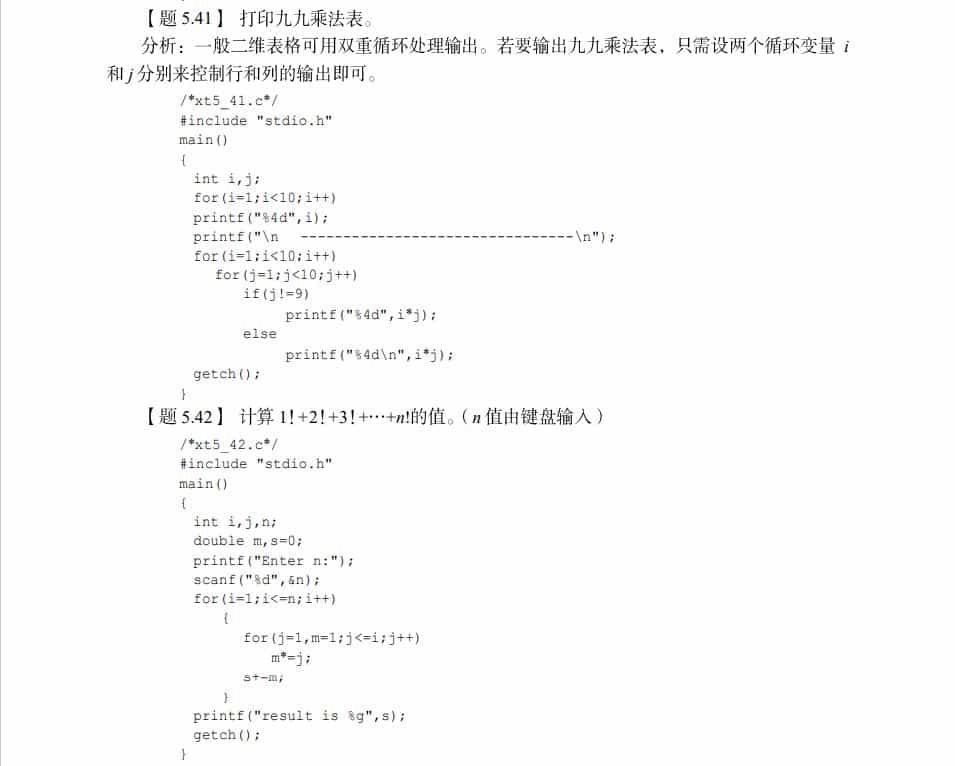 【题 5.41】 打印九九乘法表。
分析：一般二维表格可用双重循环处理输出。若要输出九九乘法表，只需设两个循环变量 i
和 j 分别来控制行和列的输出即可。
/*xt5_41.c*/
#include "stdio.h"
main()
{
int i,j;
for(i=1;i<10;i++)
printf("%4d",i);
printf("\n  --------------------------------\n");
for(i=1;i<10;i++)
for(j=1;j<10;j++)
if(j!=9)
printf("%4d",i*j);
else
printf("%4d\n",i*j);
getch();
}
【题 5.42】 计算 1!+2!+3!+⋯+n!的值。（n 值由键盘输入）
/*xt5_42.c*/
#include "stdio.h"
main()
{
int i,j,n;
double m,s=0;
printf("Enter n:");
scanf("%d",&n);
for(i=1;i<=n;i++)
{
for(j=1,m=1;j<=i;j++)
m*=j;
s+=m;
}
printf("result is %g",s);
getch();
}